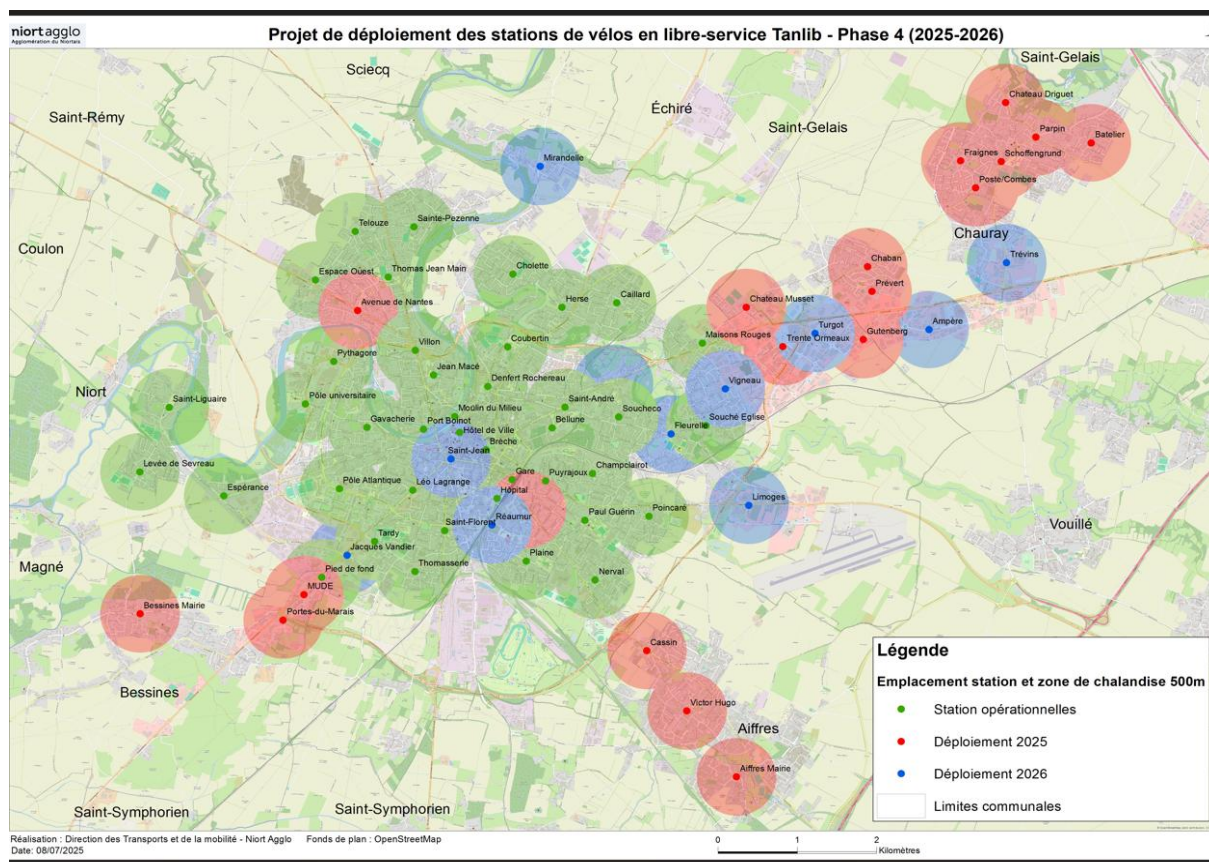 niortagglo
Agglomération du Niortais
Projet de déploiement des stations de vélos en libre-service Tanlib - Phase 4 (2025-2026)
Saint-Gelais
Sciecq
Chateau Driguet
Échiré
Saint-Rémy
Saint-Gelais
Parpin
Batelier
Mirandelle
Fraignes
Schoffengrund
Poste/Combes
Telouze
Sainte-Pezenne
Chauray
Coulon
Trévins
Chaban
Espace Ouest
Thomas Jean Main
Cholette
Prévert
Avenue de Nantes
Herse
Caillard
Chateau Musset
Turgot
Ampère
Villon
Coubertin
Maisons Rouges
Trente Ormeaux
Gutenberg
Pythagore
Jean Macé
Denfert Rochereau
Vigneau
Niort
Saint-Liguaire
Pôle universitaire
Moulin du Milieu
Saint-André
Soucheco
Gavacherie
Port Boinot
Hôtel de Ville
Bellune
Souché Eglise
Fleurelle
Brèche
Saint-Jean
Levée de Sevreau
Espérance
Pôle Atlantique
Léo Lagrange
Gare
Puyrajoux
Champclairot
Hôpital
Limoges
Réaumur
Paul Guérin
Poincaré
Vouillé
Saint-Florent
Tardy
Jacques Vandier
Magné
Pied de fond
Thomasserie
Plaine
Nerval
MUDE
Bessines Mairie
Portes-du-Marais
Cassin
Bessines
Victor Hugo
Aiffres
Aiffres Mairie
Saint-Symphorien
Saint-Symphorien
Légende
Emplacement station et zone de chalandise 500m
Station opérationnelles
Déploiement 2025
Déploiement 2026
Limites communales
Réalisation : Direction des Transports et de la mobilité - Niort Agglo Fonds de plan : OpenStreetMap
Date: 08/07/2025
0 1 2
Kilomètres